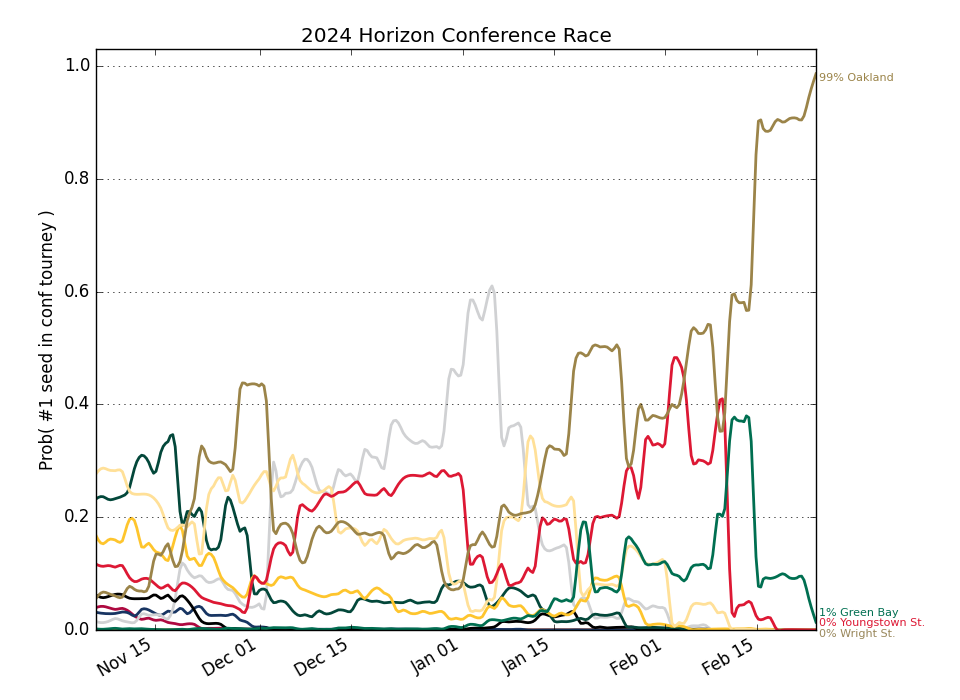 2024 Horizon Conference Race
Prob( #1 seed in conf tourney )
1.0
0.8
0.6
0.4
0.2
0.0
Nov 15
Dec 01
Dec 15
Jan 01
Jan 15
Feb 01
Feb 15
99% Oakland
1% Green Bay
0% Youngstown St.
0% Wright St.